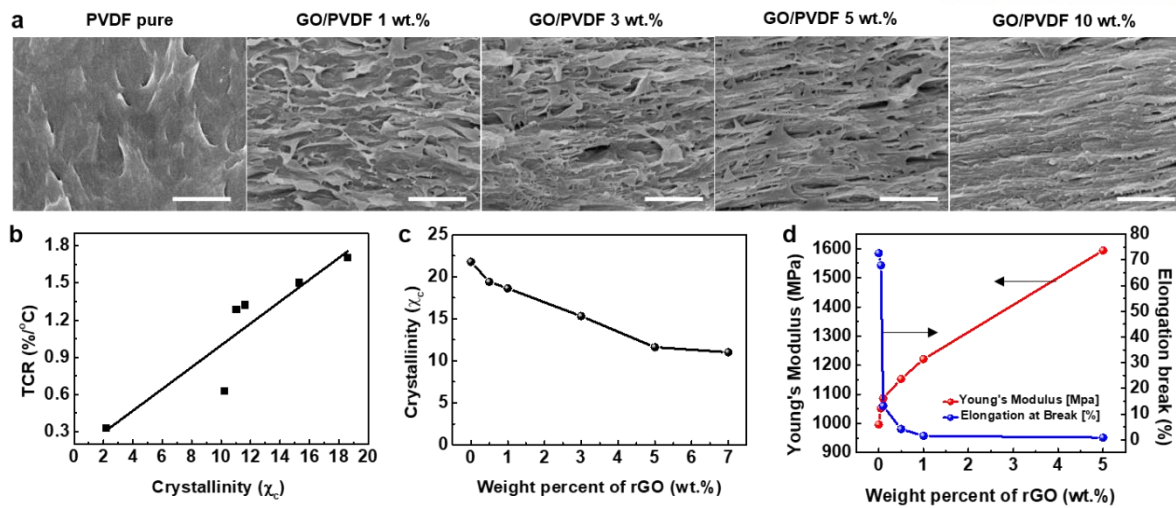 a
PVDF pure
GO/PVDF 1 wt.%
GO/PVDF 3 wt.%
GO/PVDF 5 wt.%
GO/PVDF 10 wt.%
b
TCR (%/°C)
1.8
1.5
1.2
0.9
0.6
0.3
0 2 4 6 8 10 12 14 16 18 20
Crystallinity (χc)
c
Crystallinity (χc)
25
20
15
10
5
0
0 1 2 3 4 5 6 7
Weight percent of rGO (wt.%)
d
Young's Modulus (MPa)
1600
1500
1400
1300
1200
1100
1000
900
Young's Modulus [Mpa]
Elongation at Break [%]
80
70
60
50
40
30
20
10
0
Elongation break (%)
0 1 2 3 4 5
Weight percent of rGO (wt.%)